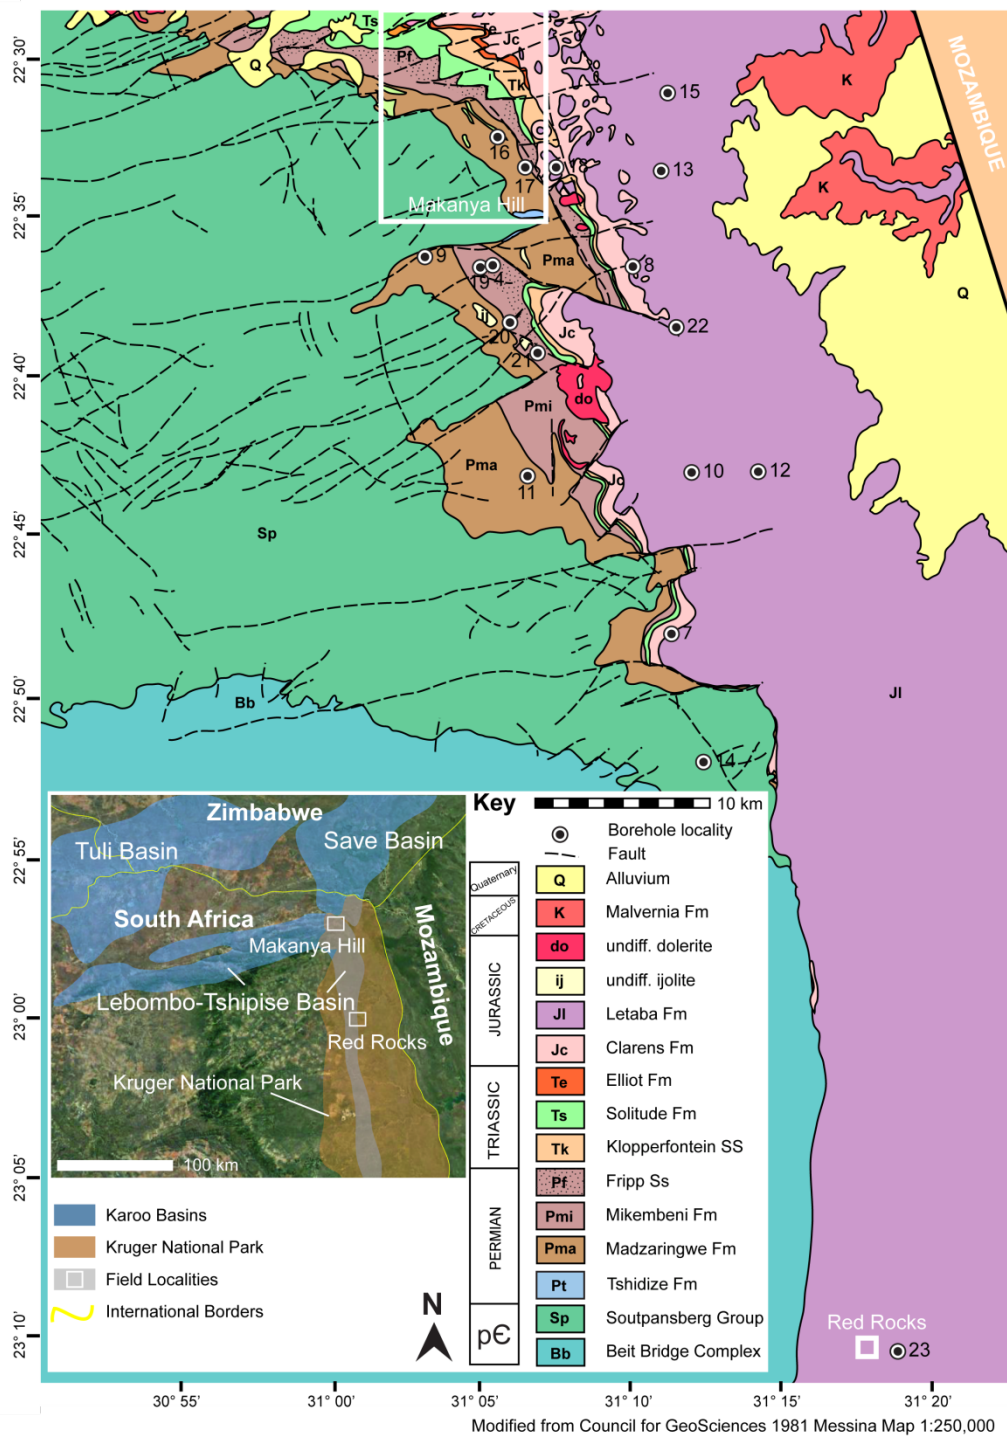 Ts
Te
Jc
22° 30'
Q
Pf
Tk
K
MOZAMBIQUE
15
16
17
18
13
K
22° 35'
Makanya Hill
9
Pma
8
19
4
Q
ij
20
Jc
22
21
22° 40'
do
Pmi
Pma
Jc
10
12
11
Sp
22° 45'
7
22° 50'
Bb
Jl
14
22° 55'
23° 00'
23° 05'
23° 10'
Zimbabwe
Tuli Basin
Save Basin
South Africa
Makanya Hill
Mozambique
Lebombo-Tshipise Basin
Red Rocks
Kruger National Park
100 km
Karoo Basins
Kruger National Park
Field Localities
International Borders
N
Key
10 km
Borehole locality
Fault
Quaternary
Q
Alluvium
CRETACEOUS
K
Malvernia Fm
JURASSIC
do
undiff. dolerite
ij
undiff. ijolite
Jl
Letaba Fm
Jc
Clarens Fm
TRIASSIC
Te
Elliot Fm
Ts
Solitude Fm
Tk
Klopperfontein SS
PERMIAN
Pf
Fripp Ss
Pmi
Mikembeni Fm
Pma
Madzaringwe Fm
Pt
Tshidize Fm
pЄ
Sp
Soutpansberg Group
Bb
Beit Bridge Complex
Red Rocks
23
30° 55'
31° 00'
31° 05'
31° 10'
31° 15'
31° 20'
Modified from Council for GeoSciences 1981 Messina Map 1:250,000